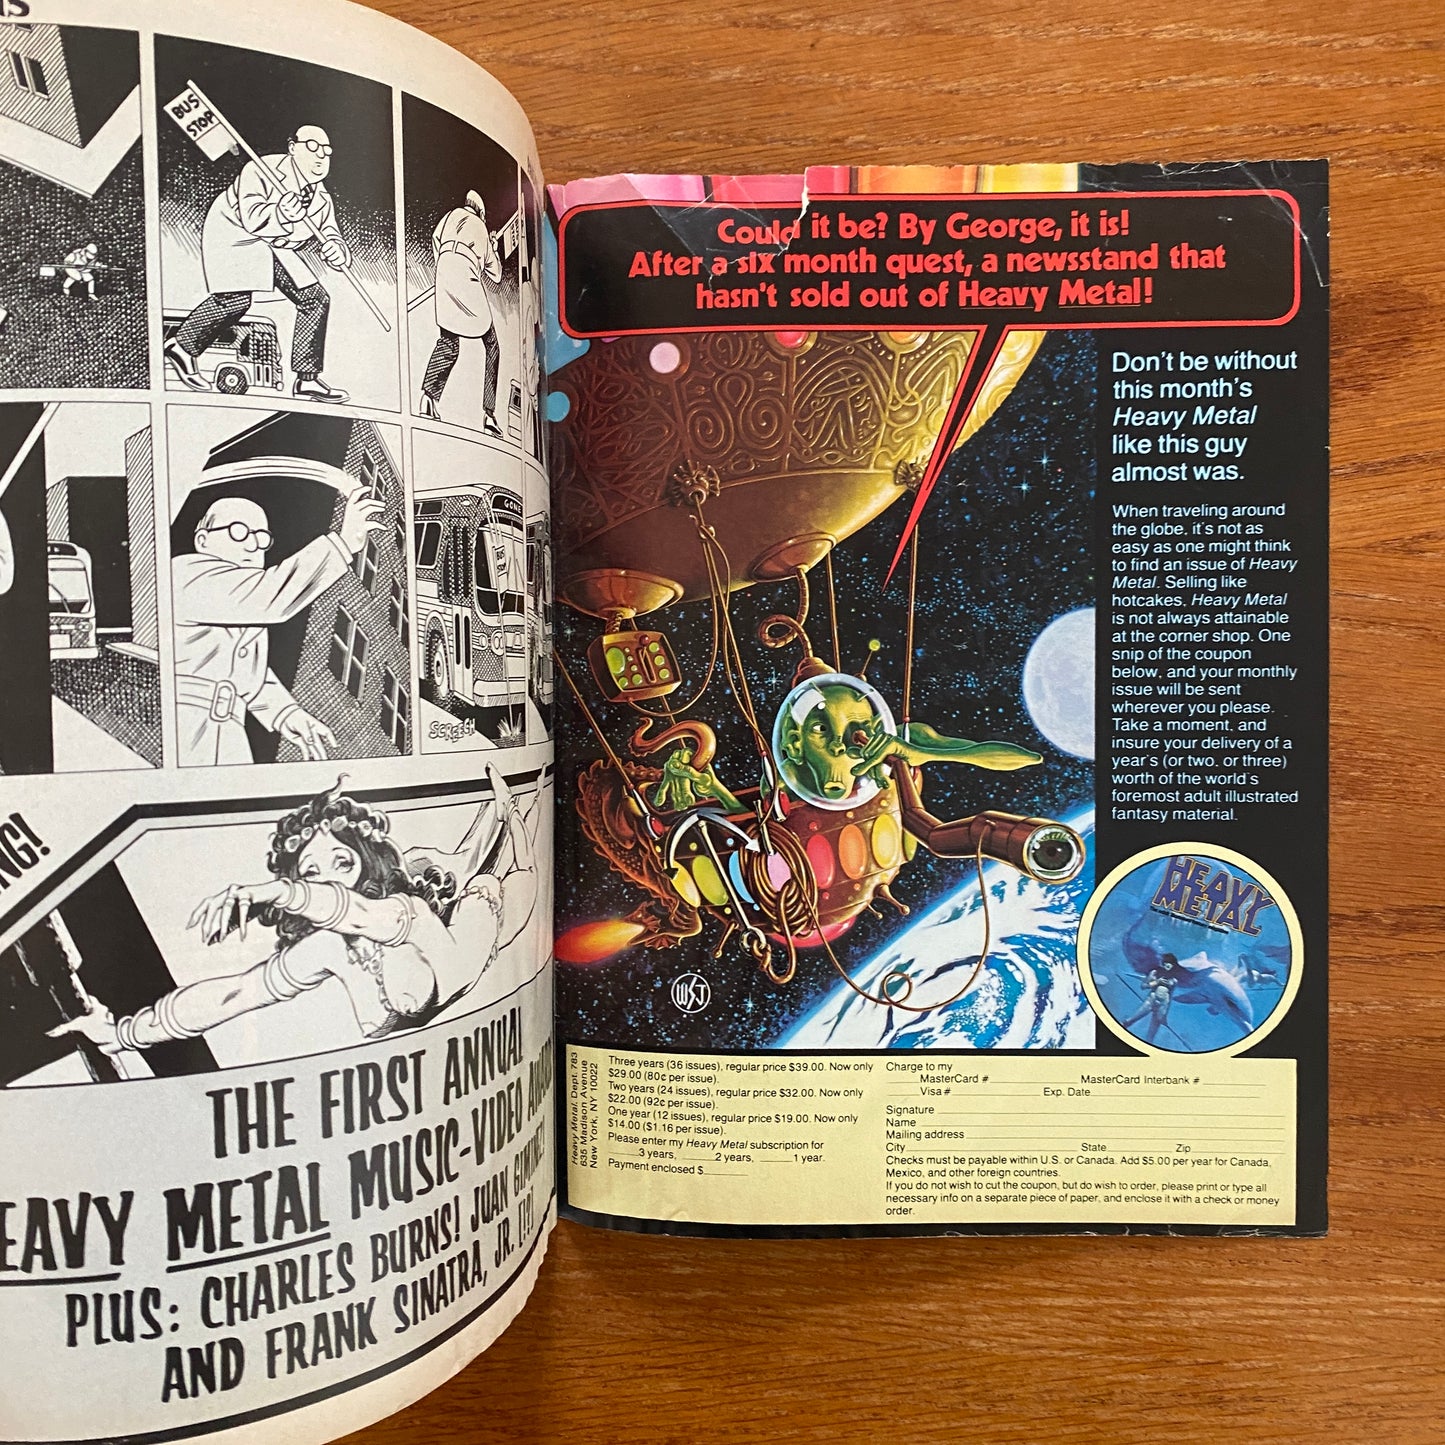 BUS
STOP
GONE
BUS
STOP
SCREECH
NG!
THE FIRST ANNUAL
EAVY METAL MUSIC-VIDEO
PLUS: CHARLES BURNS! JUAN GIMINEZ!
AND FRANK SINATRA, JR. [!?]
Could it be? By George, it is!
After a six month quest, a newsstand that
hasn't sold out of Heavy Metal!
Don't be without
this month's
Heavy Metal
like this guy
almost was.
When traveling around
the globe, it's not as
easy as one might think
to find an issue of Heavy
Metal. Selling like
hotcakes, Heavy Metal
is not always attainable
at the corner shop. One
snip of the coupon
below, and your monthly
issue will be sent
wherever you please.
Take a moment, and
insure your delivery of a
year's (or two, or three)
worth of the world's
foremost adult illustrated
fantasy material.
HEAVY
METAL
WSJ
Heavy Metal, Dept. 783
635 Madison Avenue
New York, NY 10022
Three years (36 issues), regular price $39.00. Now only
$29.00 (80¢ per issue).
Two years (24 issues), regular price $32.00. Now only
$22.00 (92¢ per issue).
One year (12 issues), regular price $19.00. Now only
$14.00 ($1.16 per issue).
Please enter my Heavy Metal subscription for
3 years, 2 years, 1 year.
Payment enclosed $
Charge to my
MasterCard # MasterCard Interbank #
Visa # Exp. Date
Signature
Name
Mailing address
City State Zip
Checks must be payable within U.S. or Canada. Add $5.00 per year for Canada,
Mexico, and other foreign countries.
If you do not wish to cut the coupon, but do wish to order, please print or type all
necessary info on a separate piece of paper, and enclose it with a check or money
order.